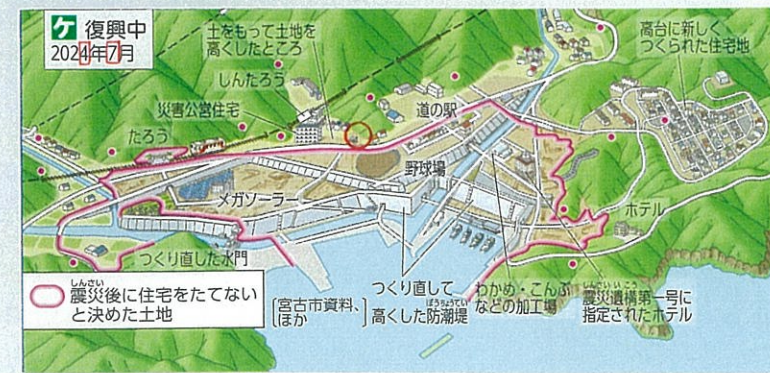 ケ 復興中
2024年7月
土をもって土地を
高くしたところ
高台に新しく
つくられた住宅地
しんたろう
災害公営住宅
道の駅
たろう
野球場
メガソーラー
ホテル
つくり直した水門
しんさい
震災後に住宅をたてない
と決めた土地
宮古市資料、
ほか
つくり直して
ぼうちょうてい
高くした防潮堤
わかめ・こんぶ
などの加工場
しんさい いこう
震災遺構第一号に
指定されたホテル